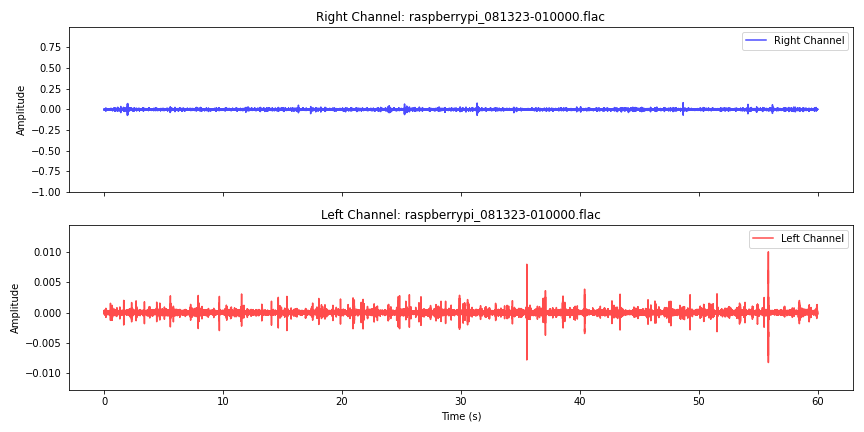 Right Channel: raspberrypi_081323-010000.flac
Right Channel
Amplitude
0.75
0.50
0.25
0.00
−0.25
−0.50
−0.75
−1.00
Left Channel: raspberrypi_081323-010000.flac
Left Channel
Amplitude
0.010
0.005
0.000
−0.005
−0.010
0 10 20 30 40 50 60
Time (s)